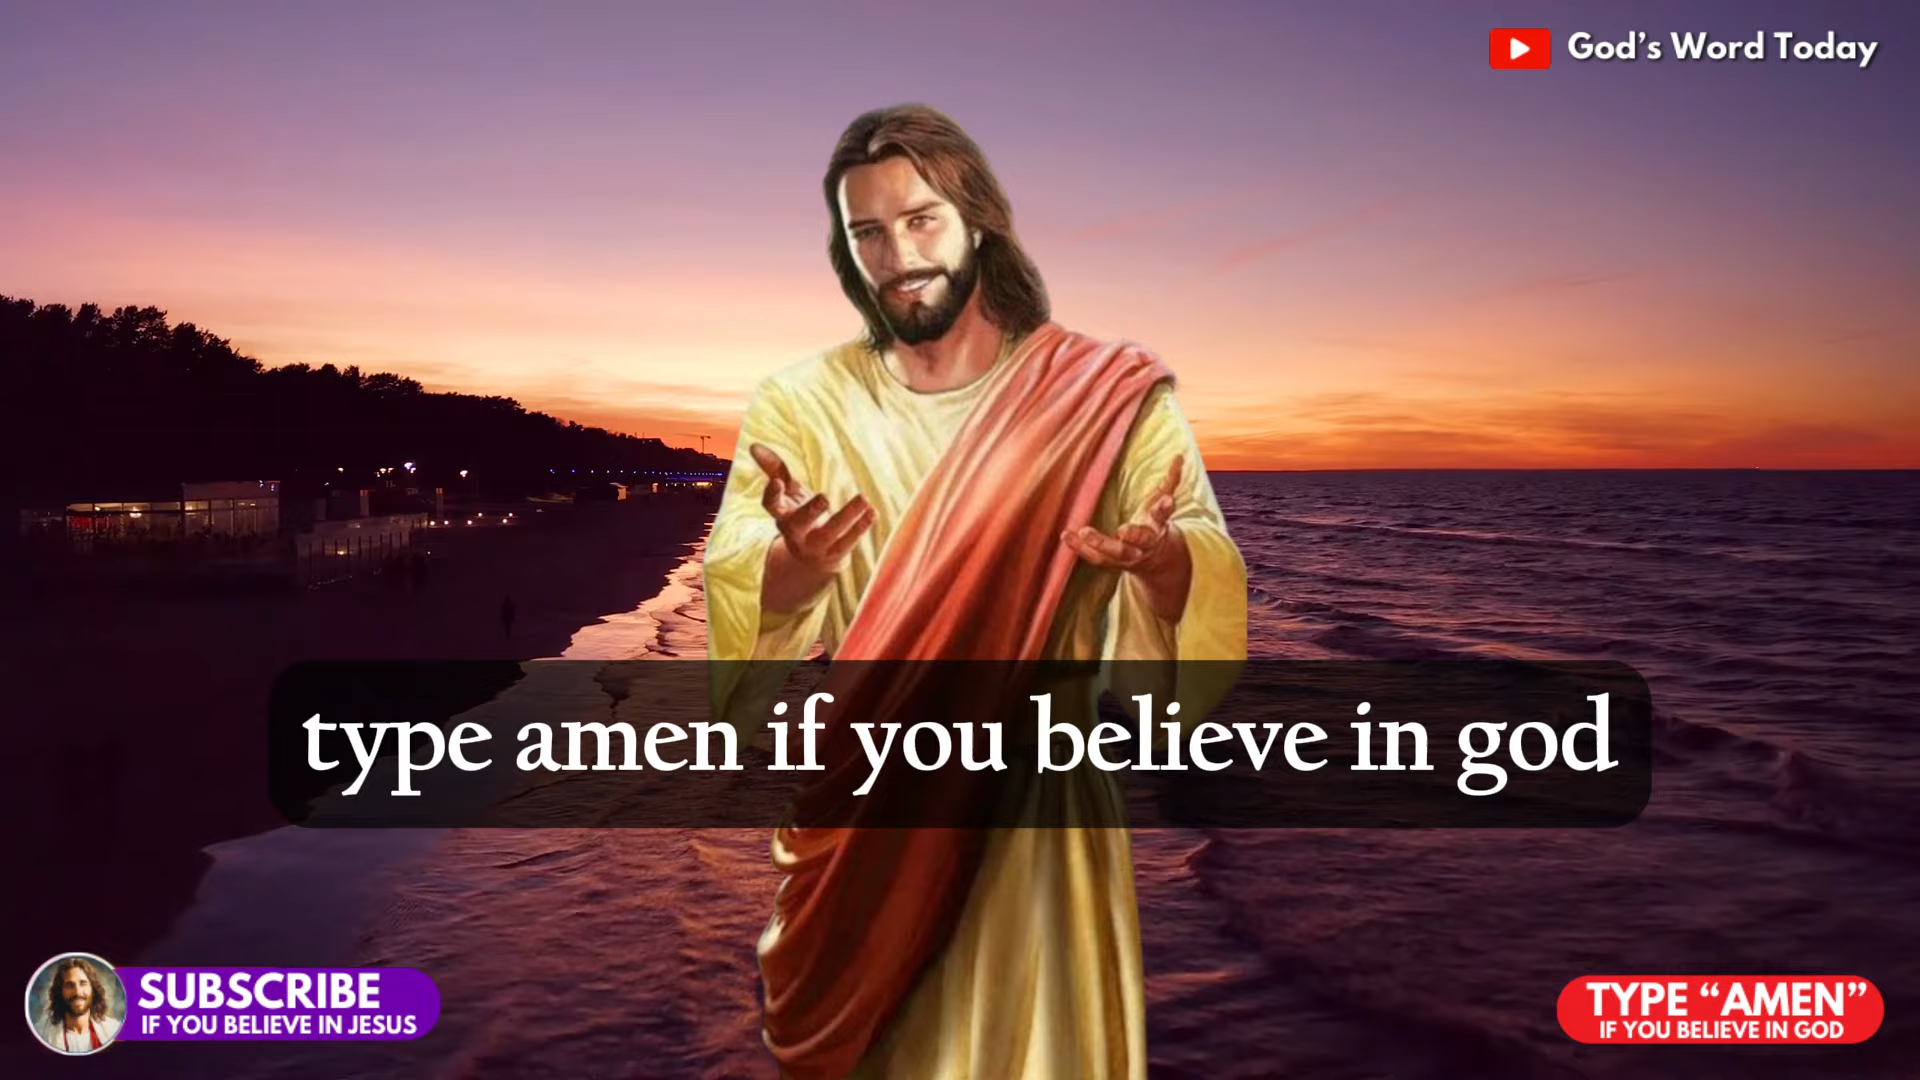 God's Word Today
type amen if you believe in god
SUBSCRIBE
IF YOU BELIEVE IN JESUS
TYPE “AMEN”
IF YOU BELIEVE IN GOD